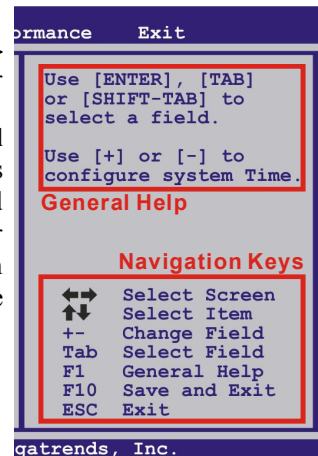 ormance Exit
Use [ENTER], [TAB]
or [SHIFT-TAB] to
select a field.
Use [+] or [-] to
configure system Time.
General Help
Navigation Keys
Select Screen
Select Item
+- Change Field
Tab Select Field
F1 General Help
F10 Save and Exit
ESC Exit
gatrends, Inc.